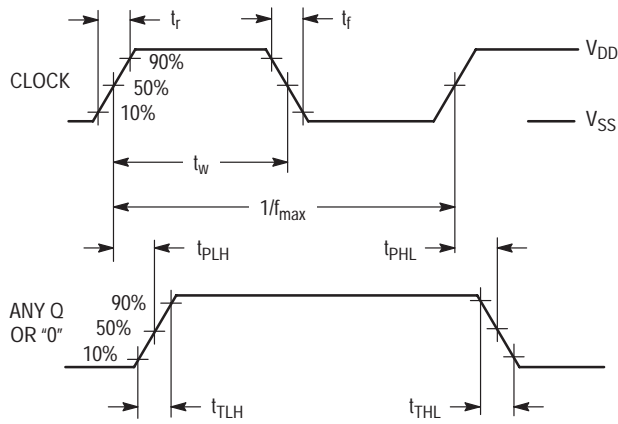 tr
tf
VDD
90%
CLOCK
50%
10%
VSS
tw
1/fmax
tPLH
tPHL
90%
ANY Q
OR "0"
50%
10%
tTLH
tTHL